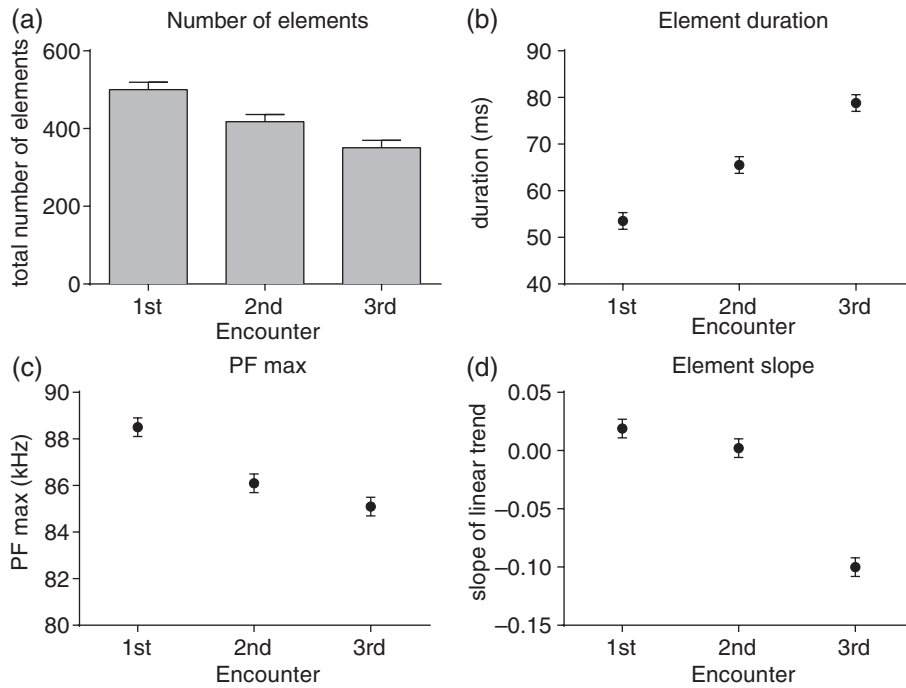 (a) Number of elements
total number of elements
600
400
200
0
1st 2nd 3rd
Encounter
(b) Element duration
duration (ms)
90
80
70
60
50
40
1st 2nd 3rd
Encounter
(c) PF max
PF max (kHz)
90
88
86
84
82
80
1st 2nd 3rd
Encounter
(d) Element slope
slope of linear trend
0.05
0.00
−0.05
−0.10
−0.15
1st 2nd 3rd
Encounter